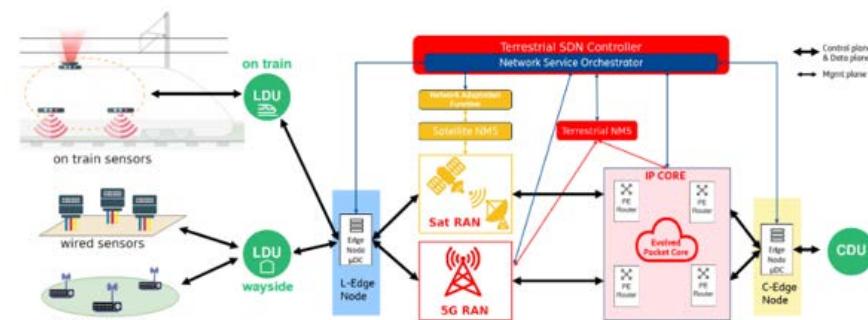 Terrestrial SDN Controller
Network Service Orchestrator
Control plane
& Data plane
Mgmt plane
on train
LDU
Network Adaptation
Function
Satellite NMS
Terrestrial NMS
on train sensors
IP CORE
PE
Router
PE
Router
Sat RAN
wired sensors
Edge
Node
µDC
Evolved
Packet Core
Edge
Node
µDC
CDU
LDU
wayside
L-Edge
Node
5G RAN
PE
Router
PE
Router
C-Edge
Node